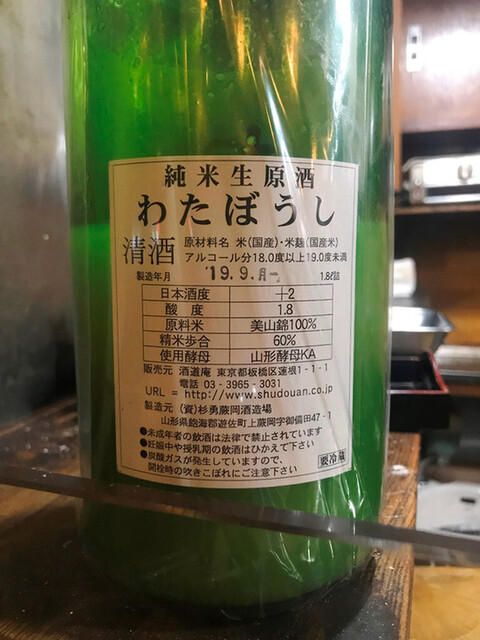 純米生原酒
わたぼうし
清酒 原材料名 米(国産)・米麹(国産米)
アルコール分18.0度以上19.0度未満
製造年月 '19.9.月 1.8ℓ詰
日本酒度 +2
酸度 1.8
原料米 美山錦100%
精米歩合 60%
使用酵母 山形酵母KA
販売元 酒道庵 東京都板橋区蓮根1-1-1
電話 03-3965-3031
URL = http://www.shudouan.co.jp
製造元 (資)杉勇蕨岡酒造場
山形県飽海郡遊佐町上蕨岡字御備田47-1
●未成年者の飲酒は法律で禁止されています
●妊娠中や授乳期の飲酒はひかえて下さい
●炭酸ガスが発生していますので、
開栓時の吹きこぼれにご注意下さい 要冷蔵